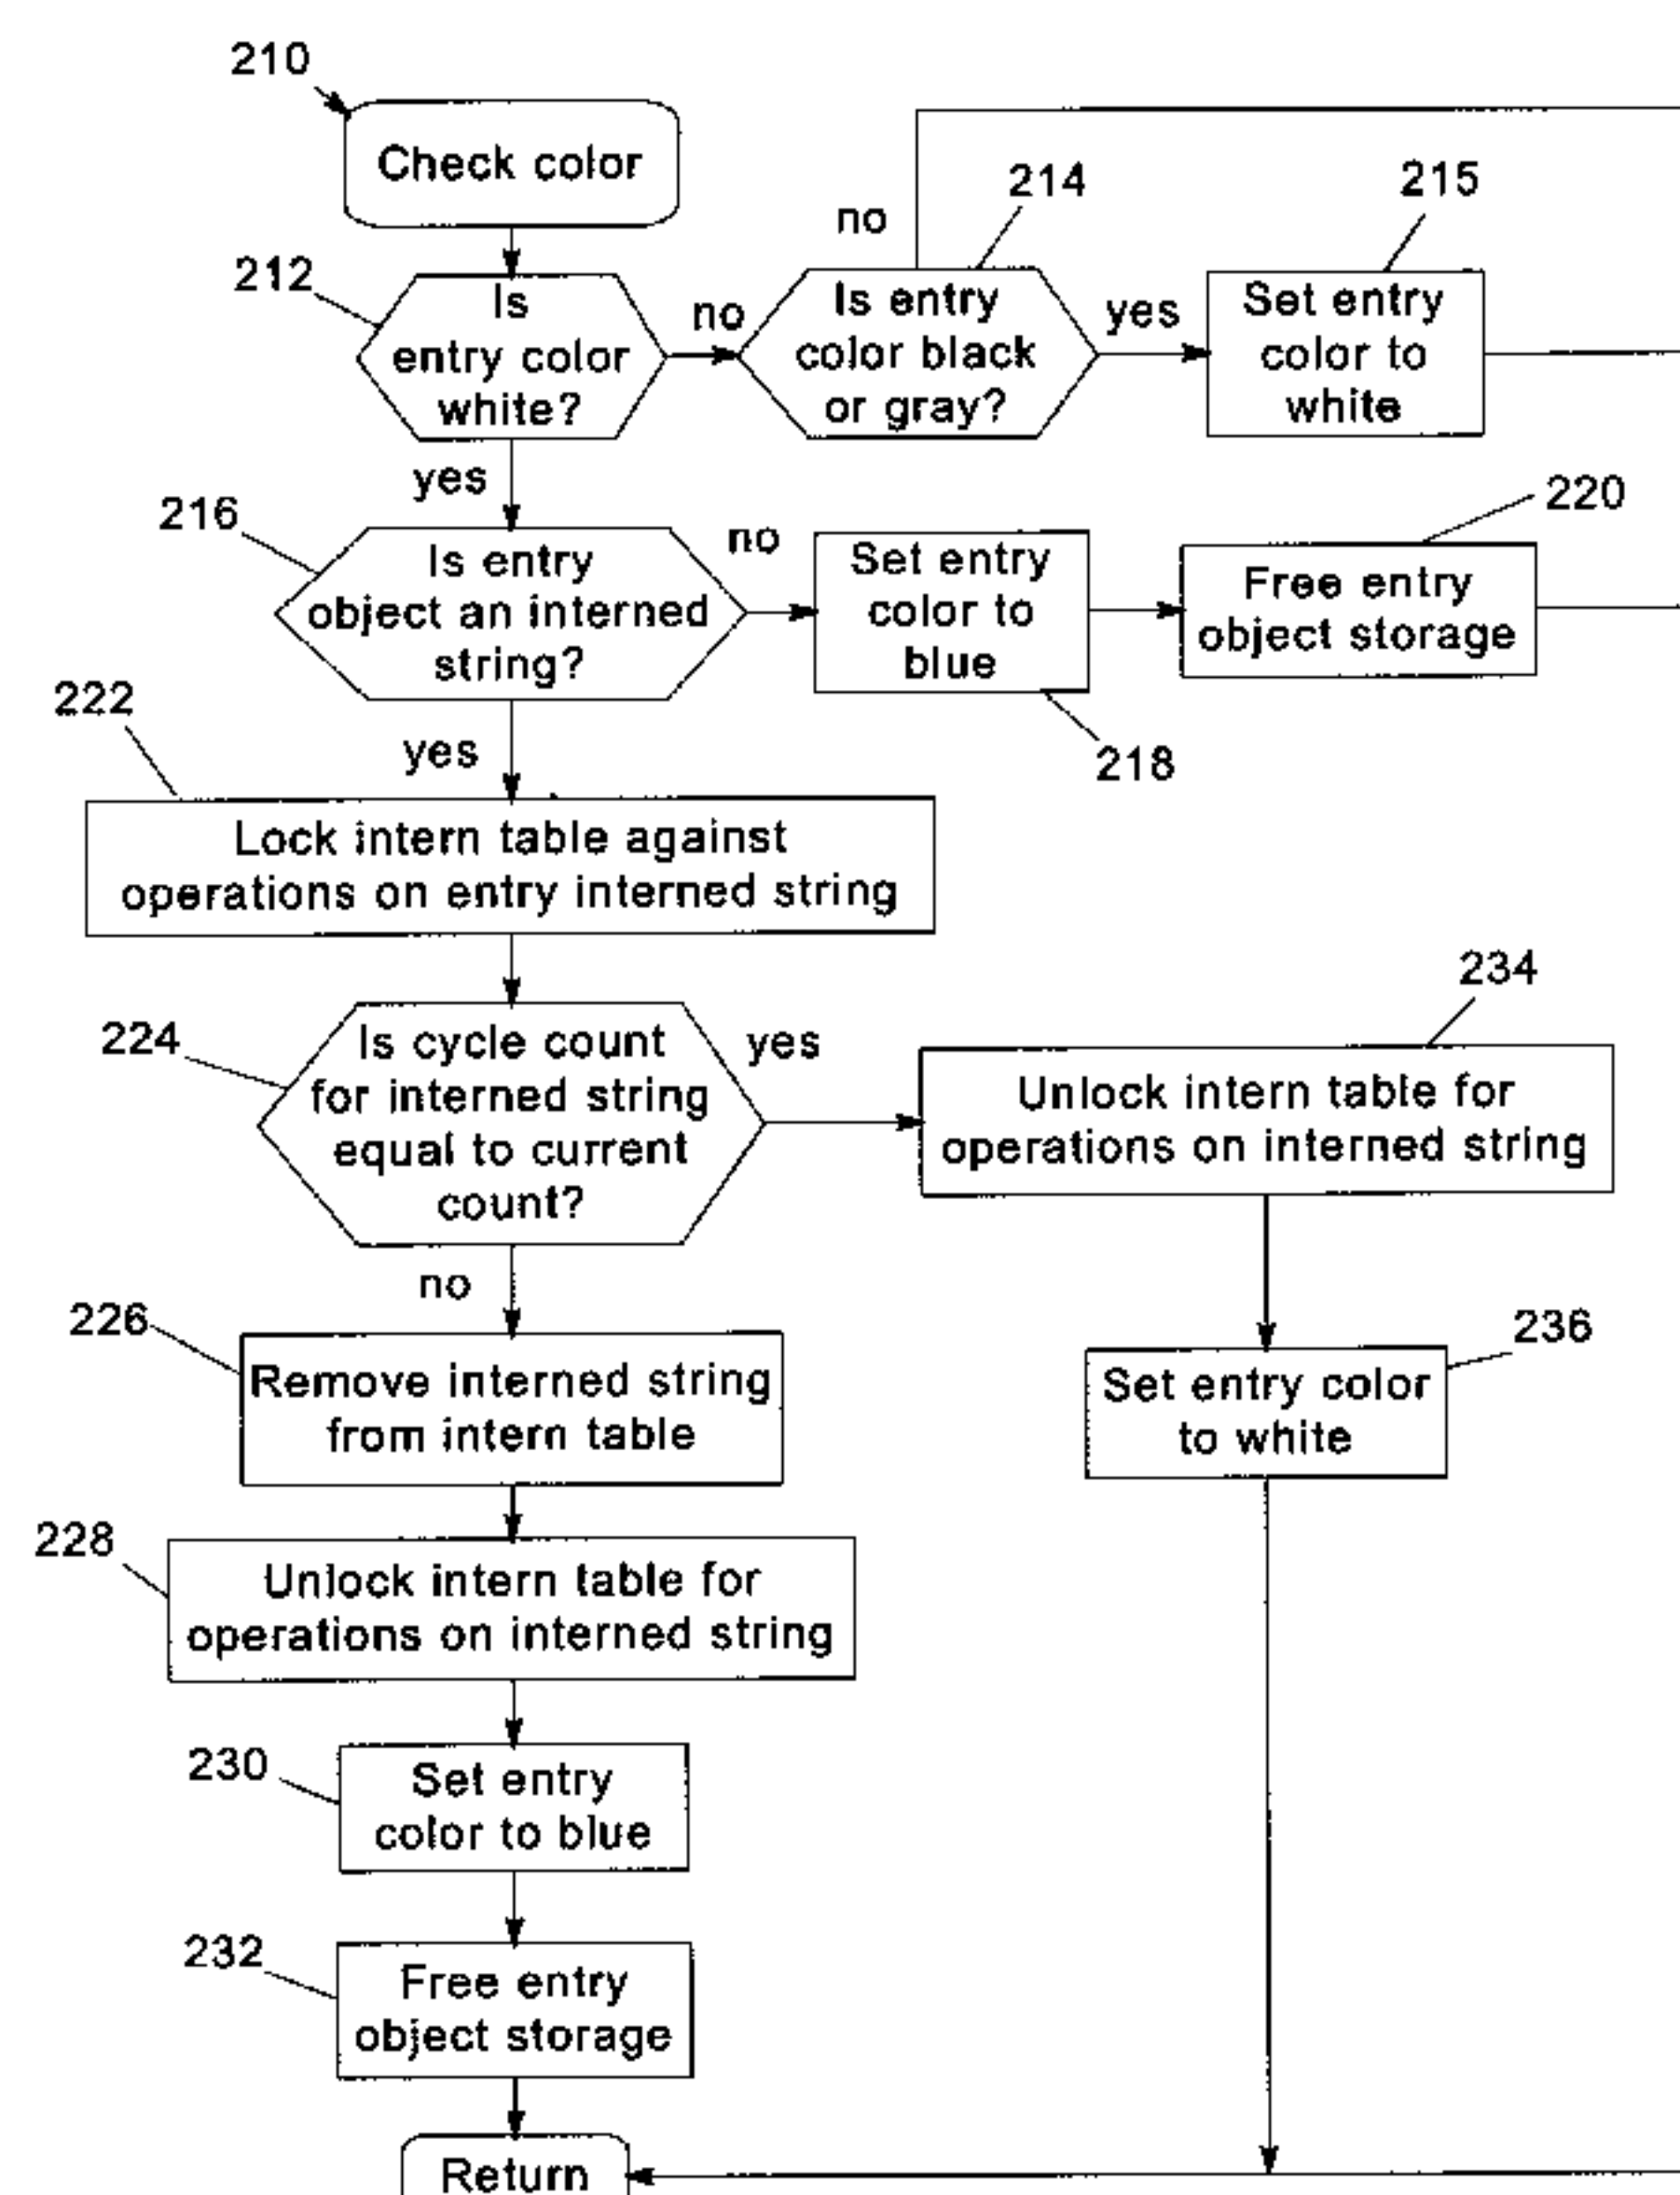 210
Check color
no
214
215
212
Is
entry color
white?
no
Is entry
color black
or gray?
yes
Set entry
color to
white
yes
216
Is entry
object an interned
string?
no
Set entry
color to
blue
218
220
Free entry
object storage
222
yes
Lock intern table against
operations on entry interned string
224
Is cycle count
for interned string
equal to current
count?
yes
234
Unlock intern table for
operations on interned string
no
226
Remove interned string
from intern table
236
Set entry color
to white
228
Unlock intern table for
operations on interned string
230
Set entry
color to blue
232
Free entry
object storage
Return